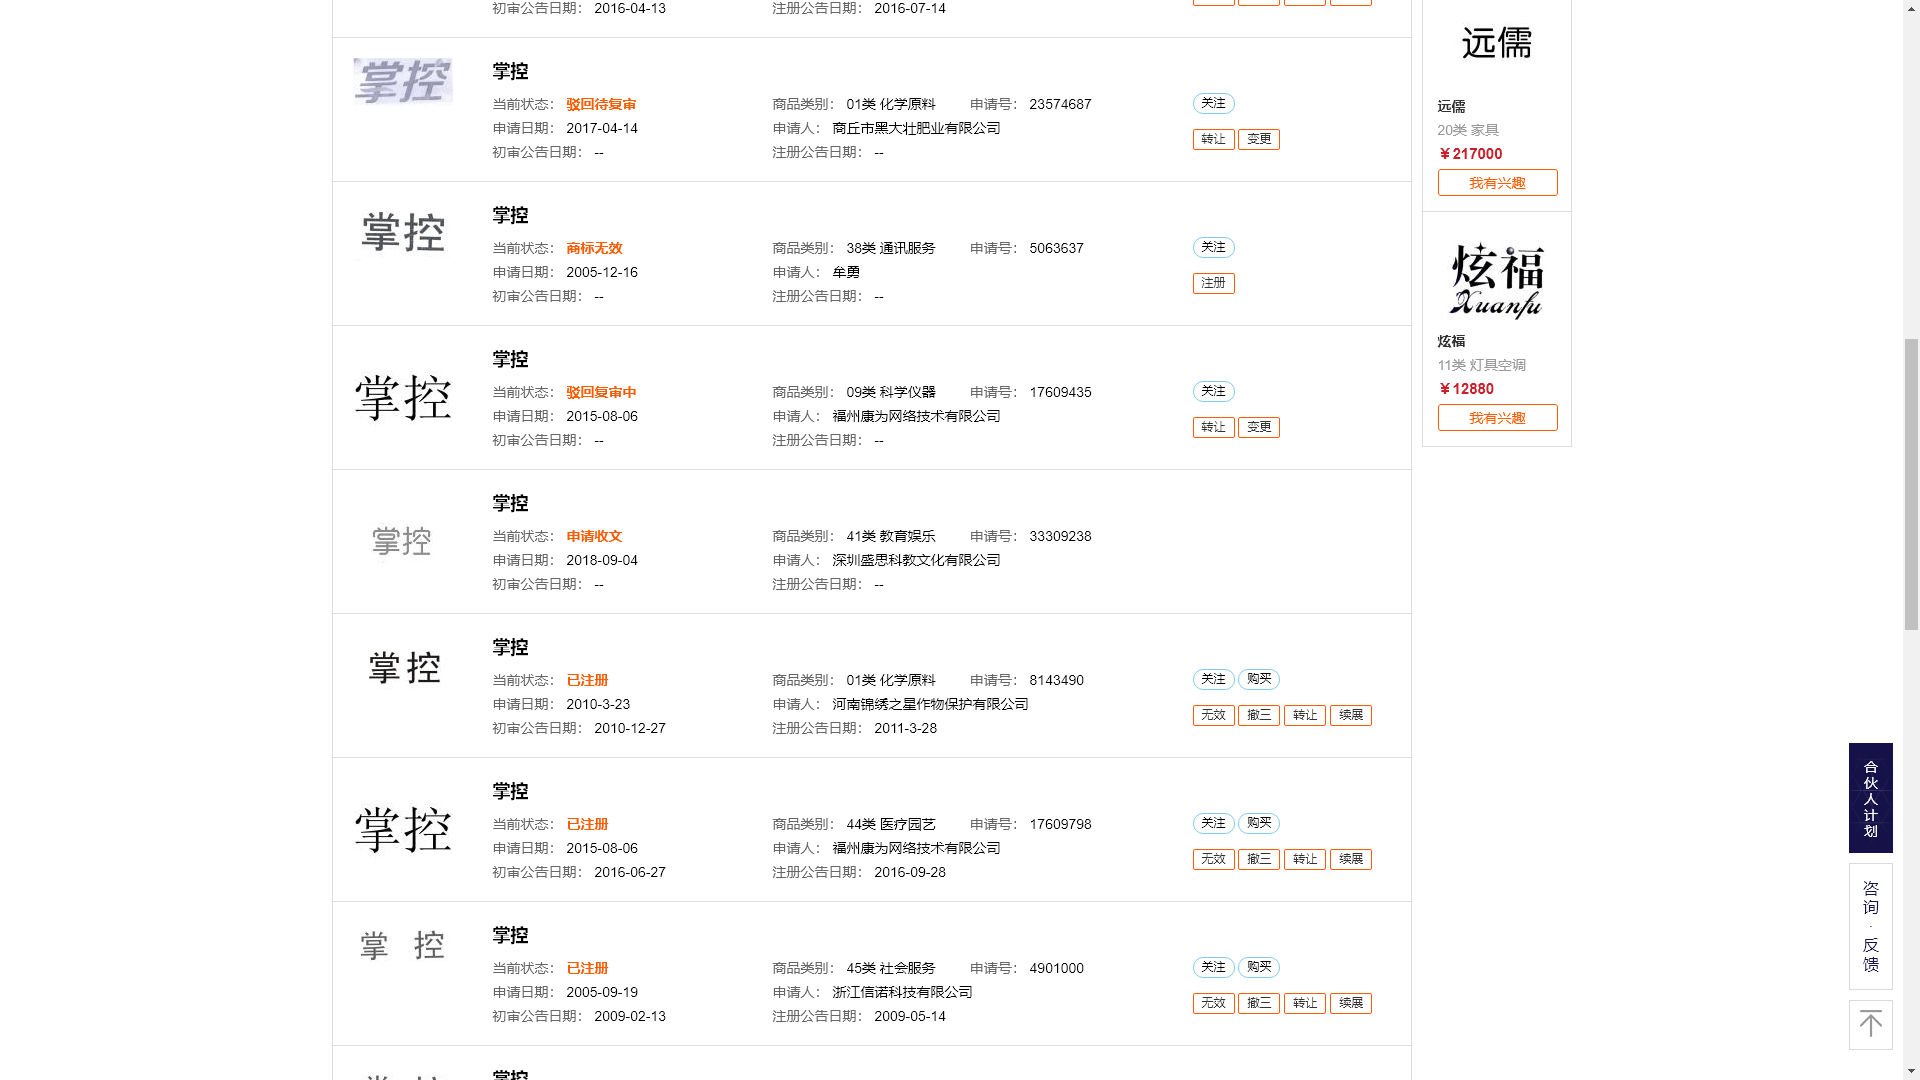 初审公告日期： 2016-04-13 注册公告日期： 2016-07-14
掌控
掌控
当前状态： 驳回待复审 商品类别： 01类 化学原料 申请号： 23574687 关注
申请日期： 2017-04-14 申请人： 商丘市黑大壮肥业有限公司 转让 变更
初审公告日期： -- 注册公告日期： --
掌控
掌控
当前状态： 商标无效 商品类别： 38类 通讯服务 申请号： 5063637 关注
申请日期： 2005-12-16 申请人： 牟勇 注册
初审公告日期： -- 注册公告日期： --
掌控
掌控
当前状态： 驳回复审中 商品类别： 09类 科学仪器 申请号： 17609435 关注
申请日期： 2015-08-06 申请人： 福州康为网络技术有限公司 转让 变更
初审公告日期： -- 注册公告日期： --
掌控
掌控
当前状态： 申请收文 商品类别： 41类 教育娱乐 申请号： 33309238
申请日期： 2018-09-04 申请人： 深圳盛思科教文化有限公司
初审公告日期： -- 注册公告日期： --
掌控
掌控
当前状态： 已注册 商品类别： 01类 化学原料 申请号： 8143490 关注 购买
申请日期： 2010-3-23 申请人： 河南锦绣之星作物保护有限公司 无效 撤三 转让 续展
初审公告日期： 2010-12-27 注册公告日期： 2011-3-28
掌控
掌控
当前状态： 已注册 商品类别： 44类 医疗园艺 申请号： 17609798 关注 购买
申请日期： 2015-08-06 申请人： 福州康为网络技术有限公司 无效 撤三 转让 续展
初审公告日期： 2016-06-27 注册公告日期： 2016-09-28
掌控
掌 控
当前状态： 已注册 商品类别： 45类 社会服务 申请号： 4901000 关注 购买
申请日期： 2005-09-19 申请人： 浙江信诺科技有限公司 无效 撤三 转让 续展
初审公告日期： 2009-02-13 注册公告日期： 2009-05-14
掌控
远儒
远儒
20类 家具
￥217000
我有兴趣
炫福
Xuanfu
炫福
11类 灯具空调
￥12880
我有兴趣
合伙人计划
咨询·反馈